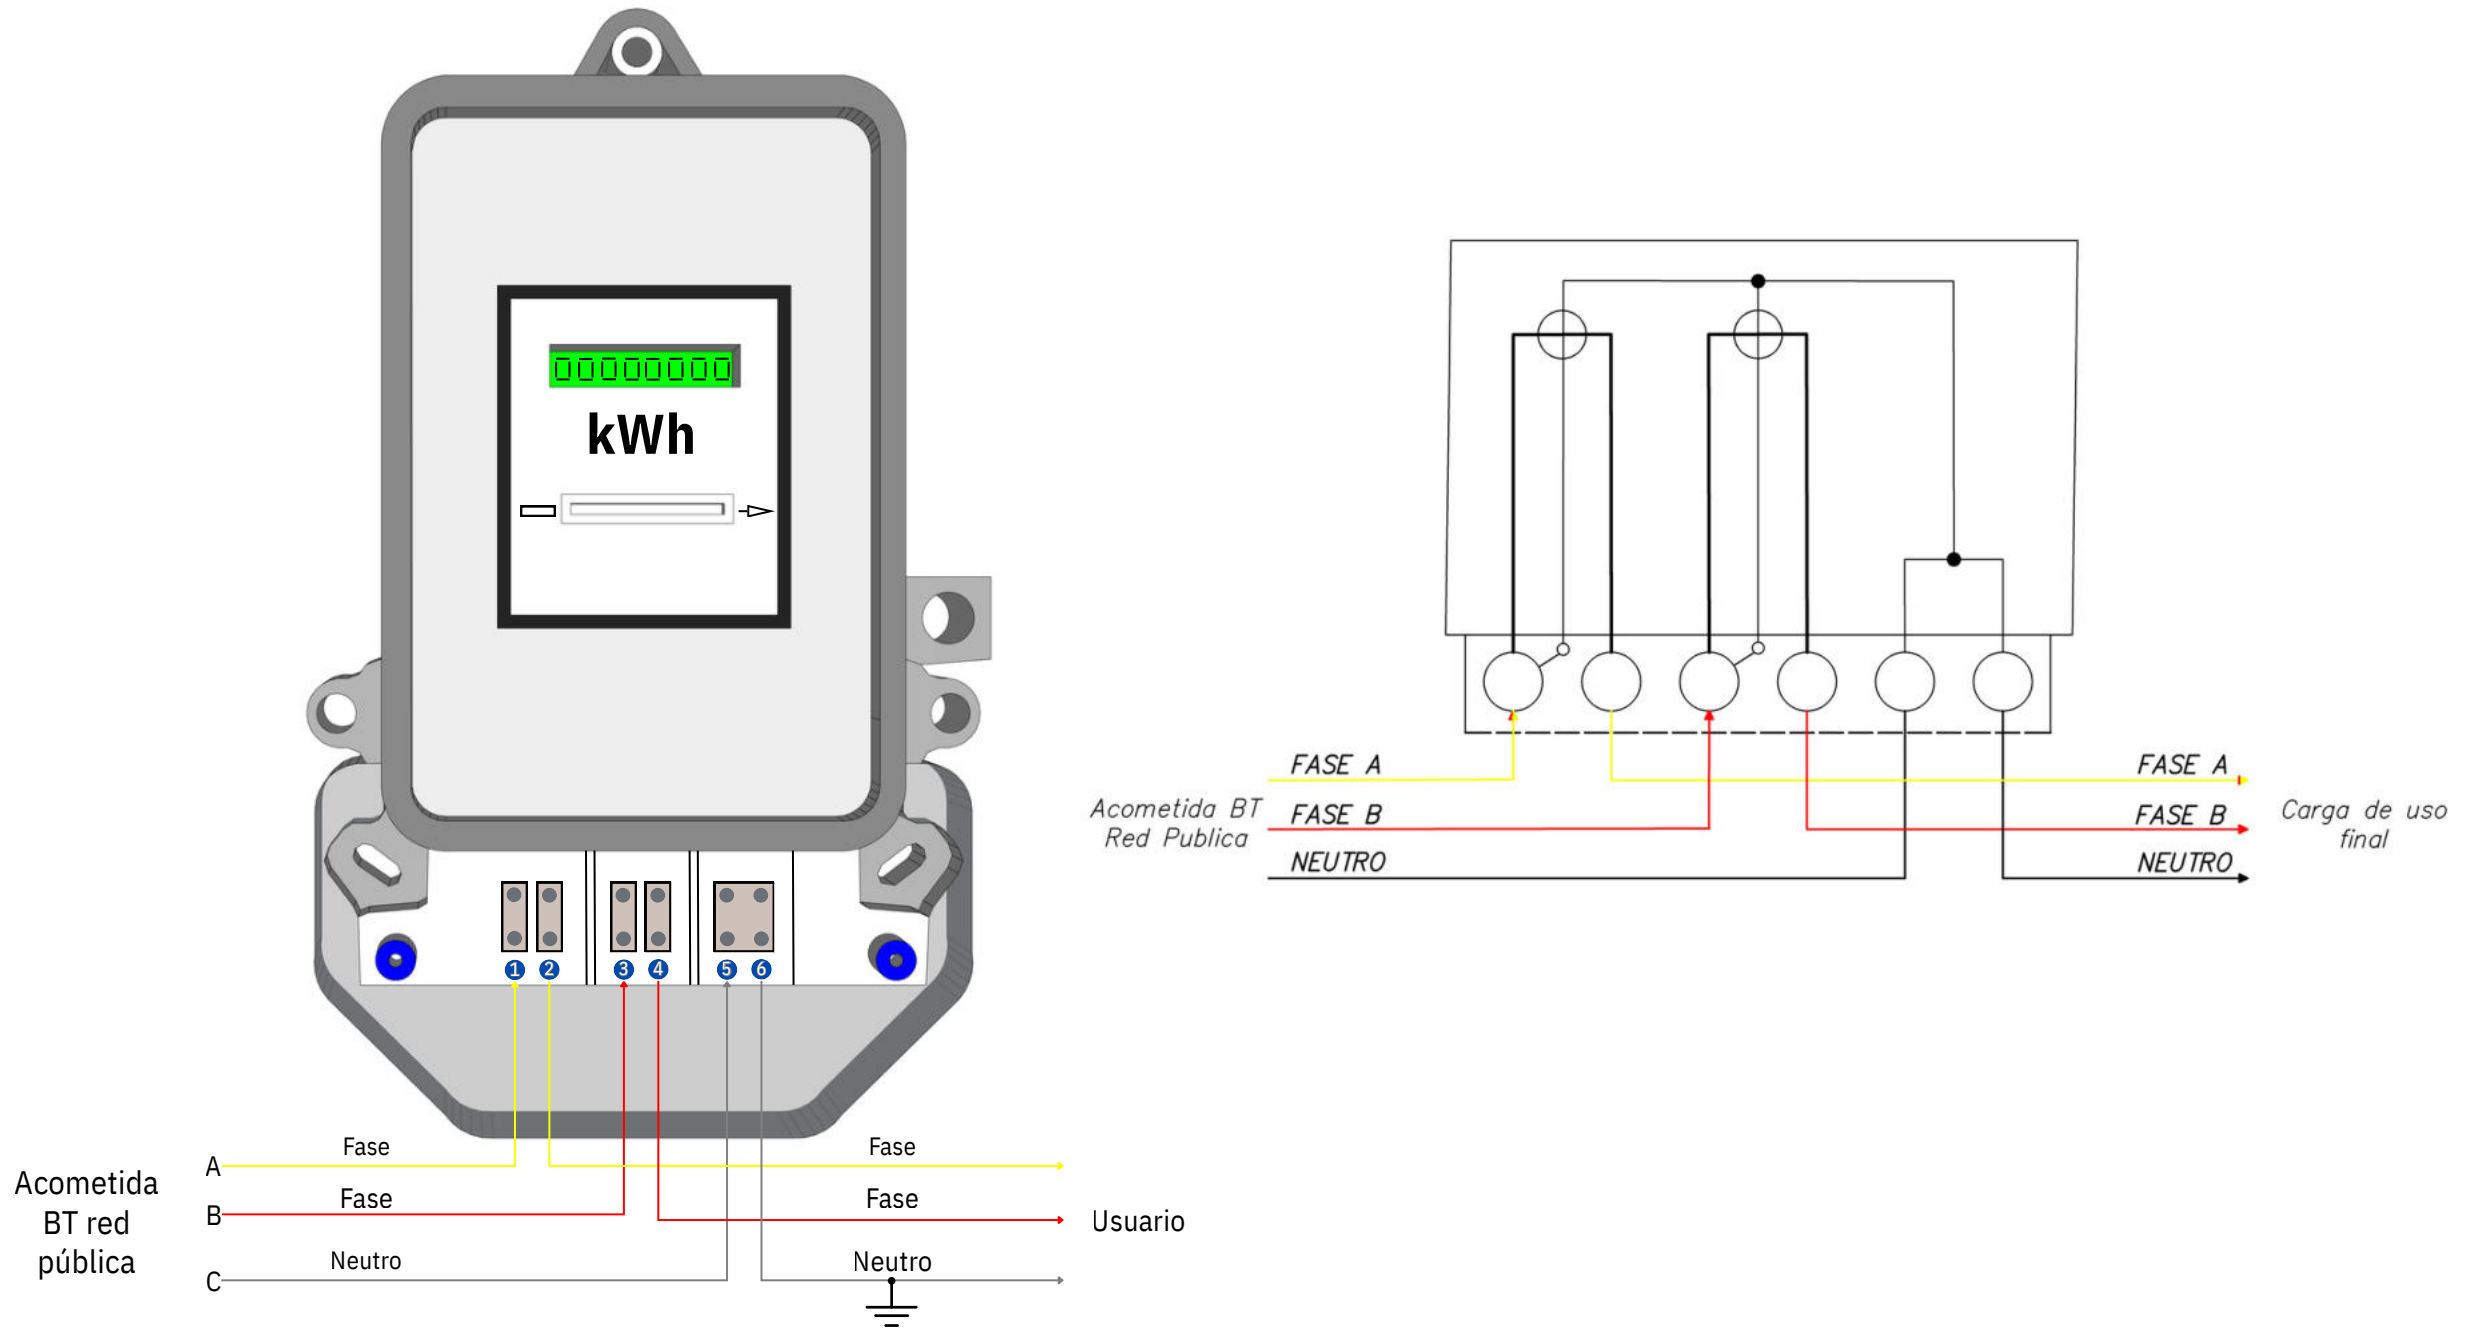 00000000
kWh
1 2 3 4 5 6
Acometida
BT red
pública
A
Fase
Fase
B
Fase
Fase
C
Neutro
Neutro
Usuario
FASE A
FASE A
Acometida BT
Red Publica
FASE B
FASE B
NEUTRO
NEUTRO
Carga de uso
final